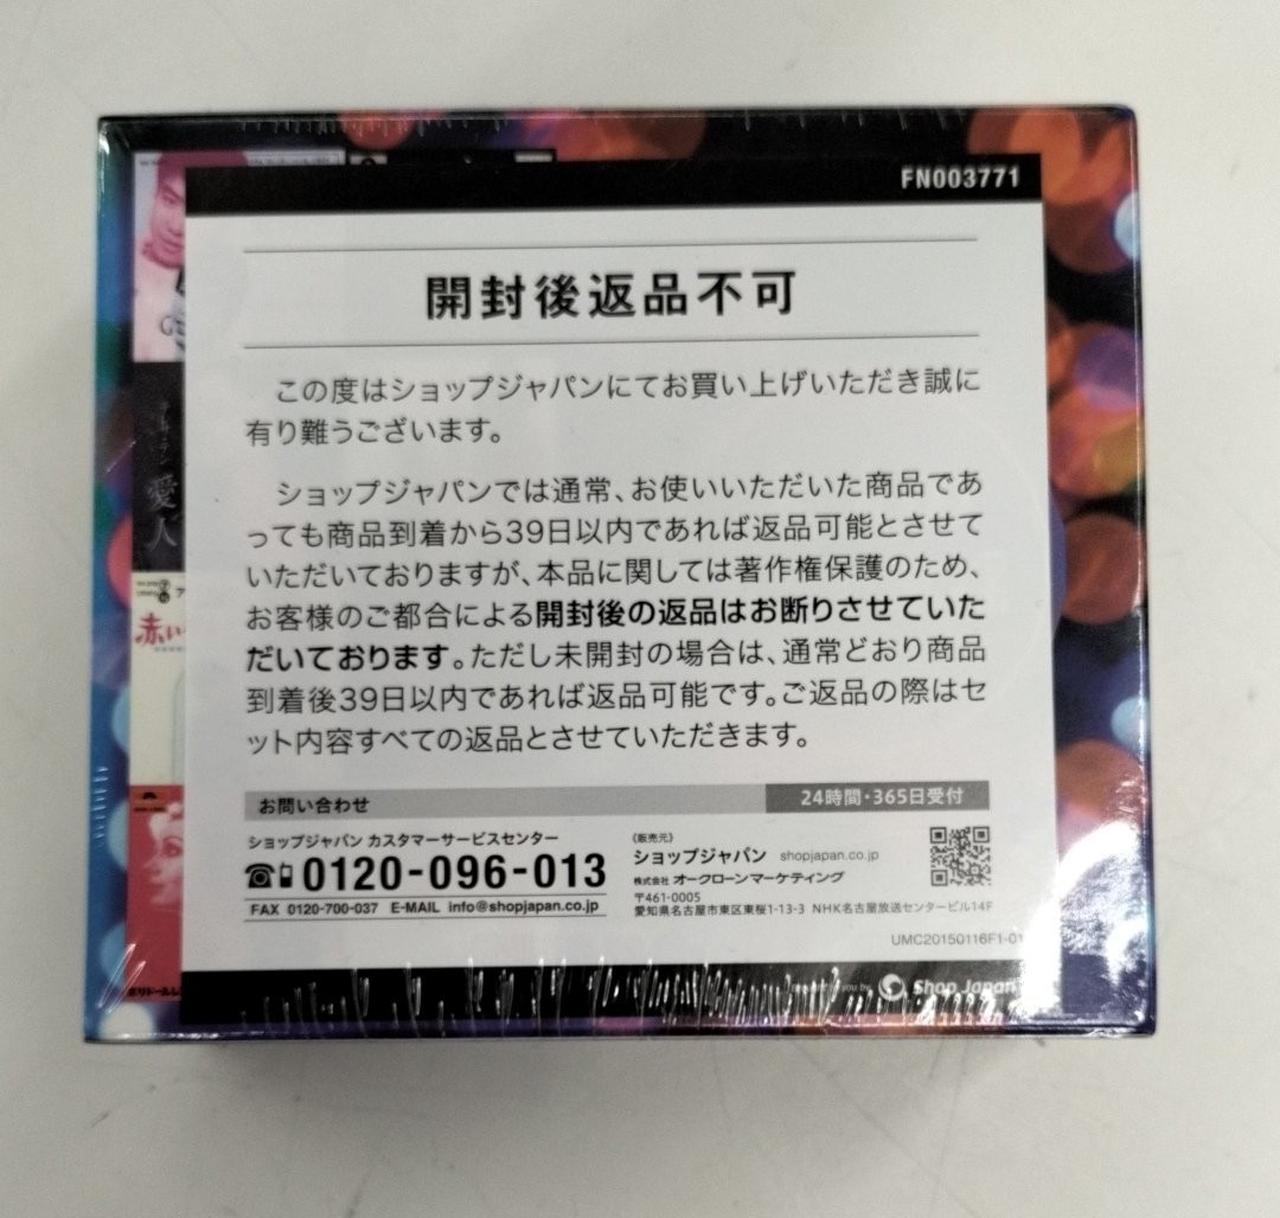 FN003771
開封後返品不可
この度はショップジャパンにてお買い上げいただき誠に
有り難うございます。
ショップジャパンでは通常、お使いいただいた商品であ
っても商品到着から39日以内であれば返品可能とさせて
いただいておりますが、本品に関しては著作権保護のため、
お客様のご都合による開封後の返品はお断りさせていた
だいております。ただし未開封の場合は、通常どおり商品
到着後39日以内であれば返品可能です。ご返品の際はセ
ット内容すべての返品とさせていただきます。
お問い合わせ
24時間・365日受付
ショップジャパン カスタマーサービスセンター
0120-096-013
FAX 0120-700-037 E-MAIL info@shopjapan.co.jp
《販売元》
ショップジャパン shopjapan.co.jp
株式会社 オークローンマーケティング
〒461-0005
愛知県名古屋市東区東桜1-13-3 NHK名古屋放送センタービル14F
UMC20150116F1-01
you by Shop Japan
愛人
赤い
ポリドールレ